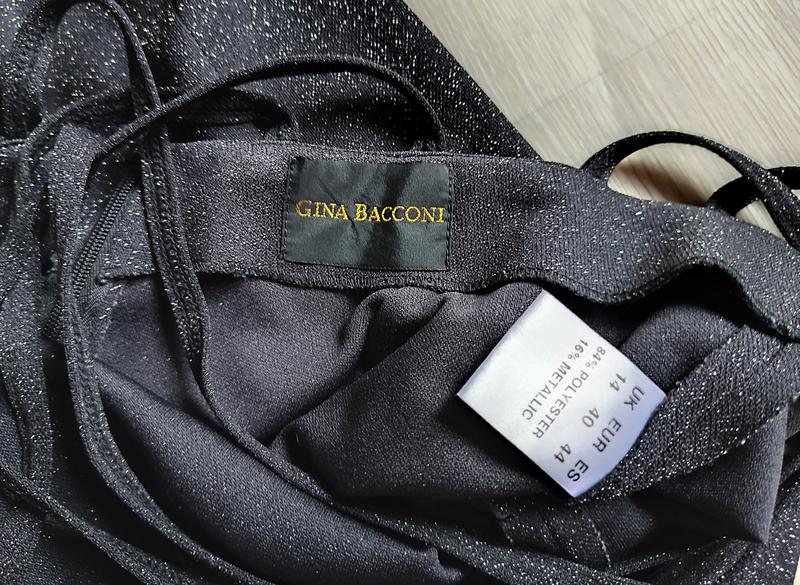 GINA BACCONI
UK EUR ES
14 40 44
84% POLYESTER
16% METALLIC